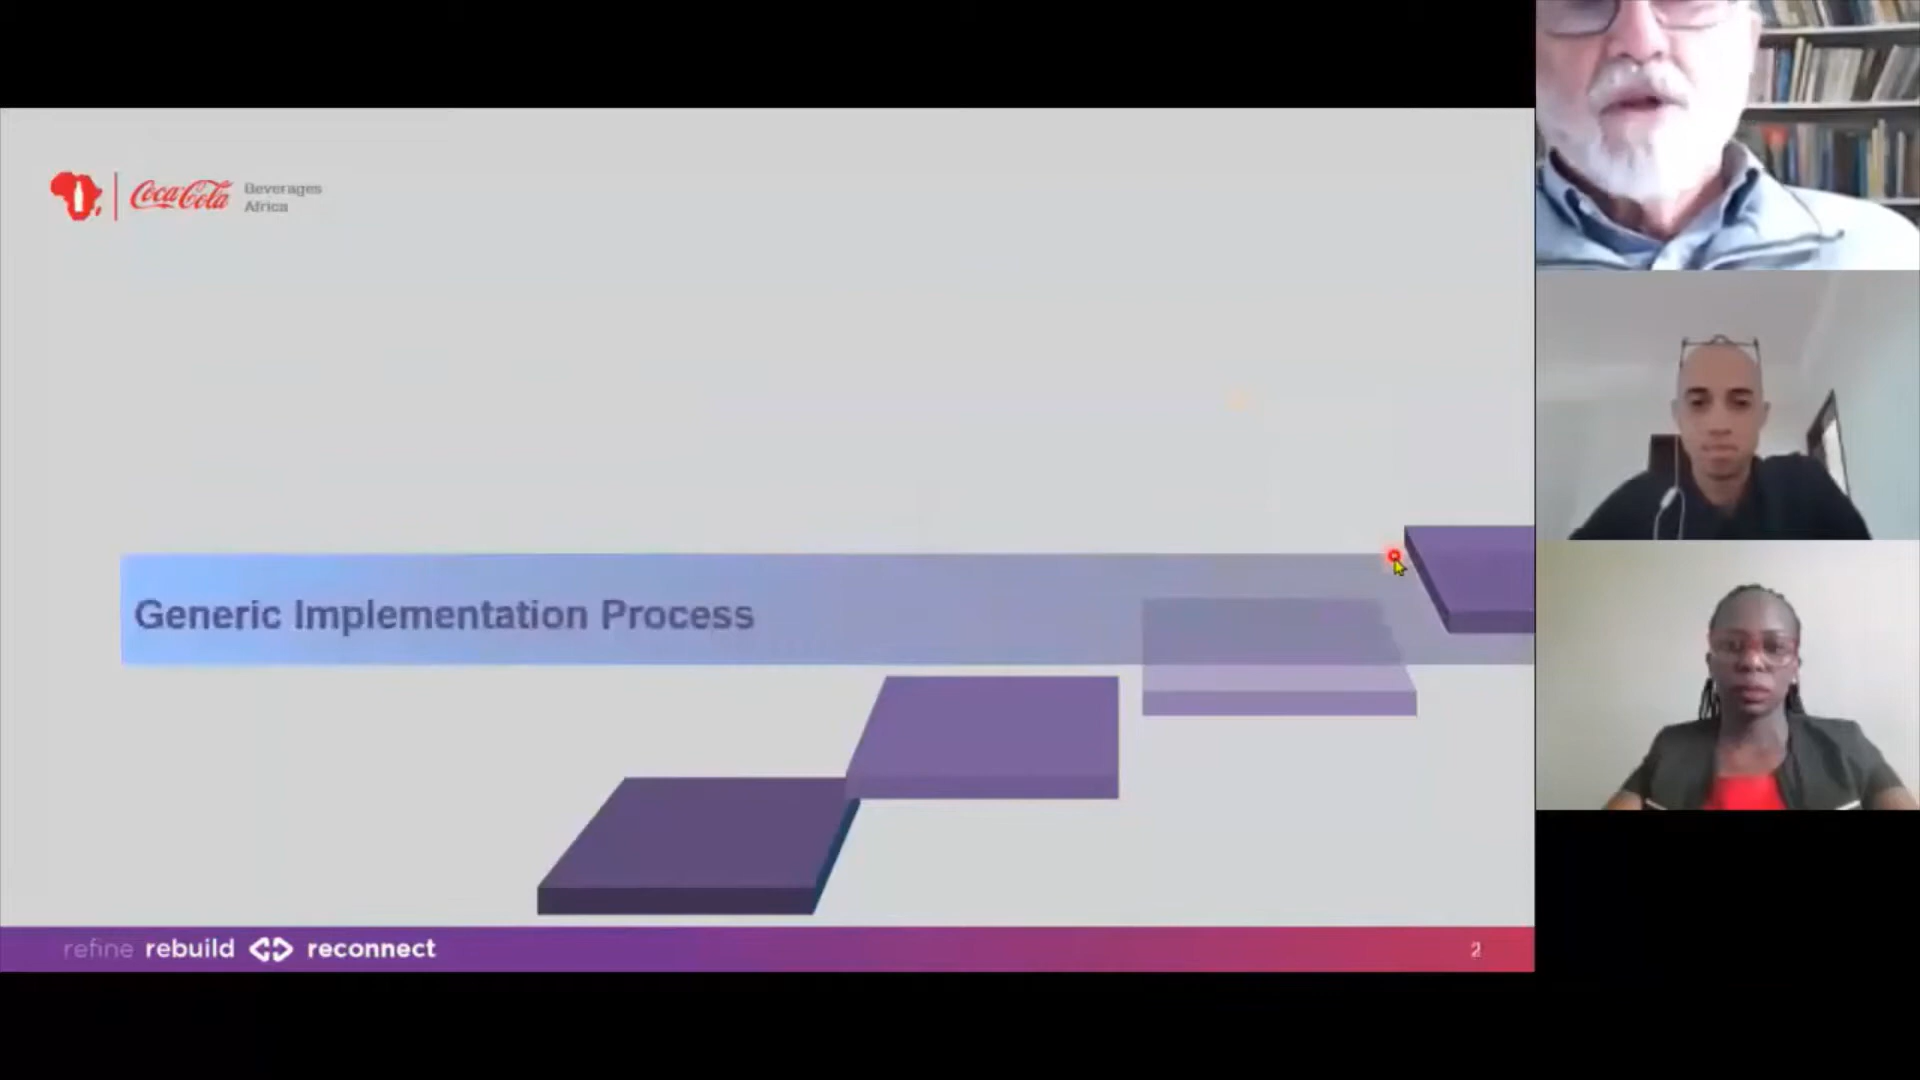 Coca-Cola
Beverages
Africa
Generic Implementation Process
refine rebuild reconnect
2